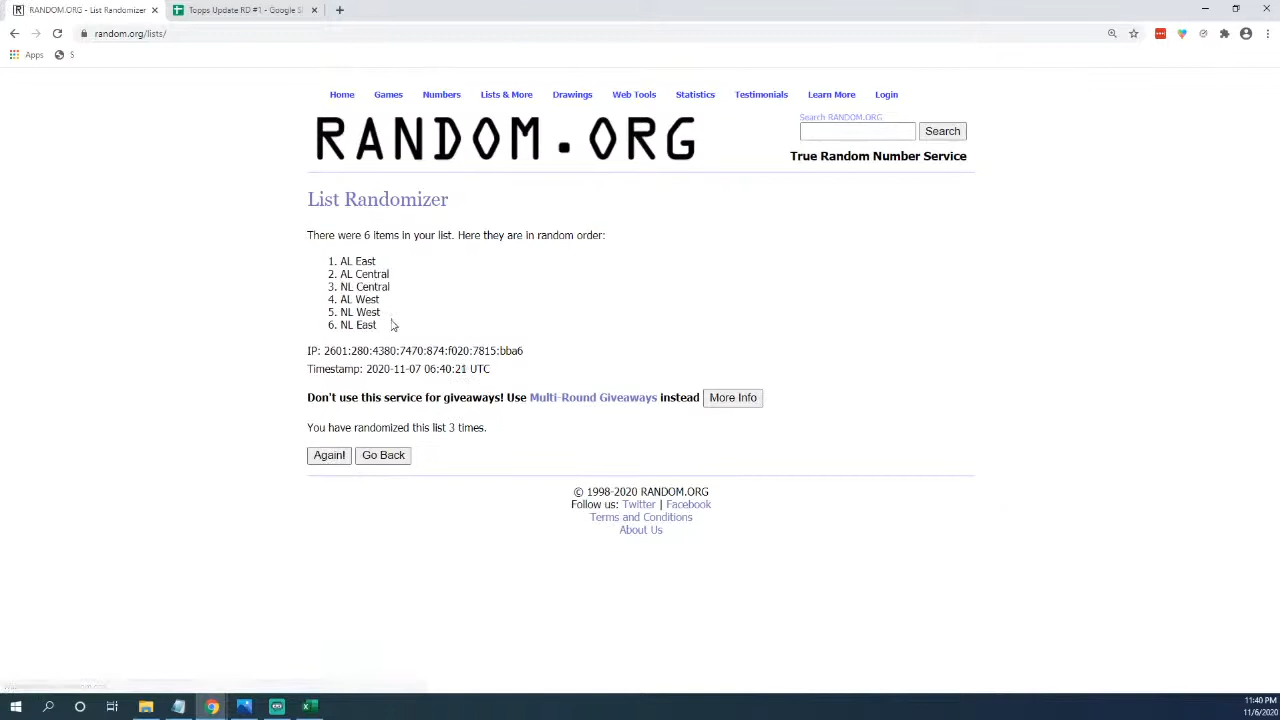 RANDOM.ORG - List Randomizer
Topps Update RD #1 - Google S
random.org/lists/
Apps
S
Home Games Numbers Lists & More Drawings Web Tools Statistics Testimonials Learn More Login
RANDOM.ORG
Search RANDOM.ORG
Search
True Random Number Service
List Randomizer
There were 6 items in your list. Here they are in random order:
1. AL East
2. AL Central
3. NL Central
4. AL West
5. NL West
6. NL East
IP: 2601:280:4380:7470:874:f020:7815:bba6
Timestamp: 2020-11-07 06:40:21 UTC
Don't use this service for giveaways! Use Multi-Round Giveaways instead More Info
You have randomized this list 3 times.
Again! Go Back
© 1998-2020 RANDOM.ORG
Follow us: Twitter | Facebook
Terms and Conditions
About Us
11:40 PM
11/6/2020